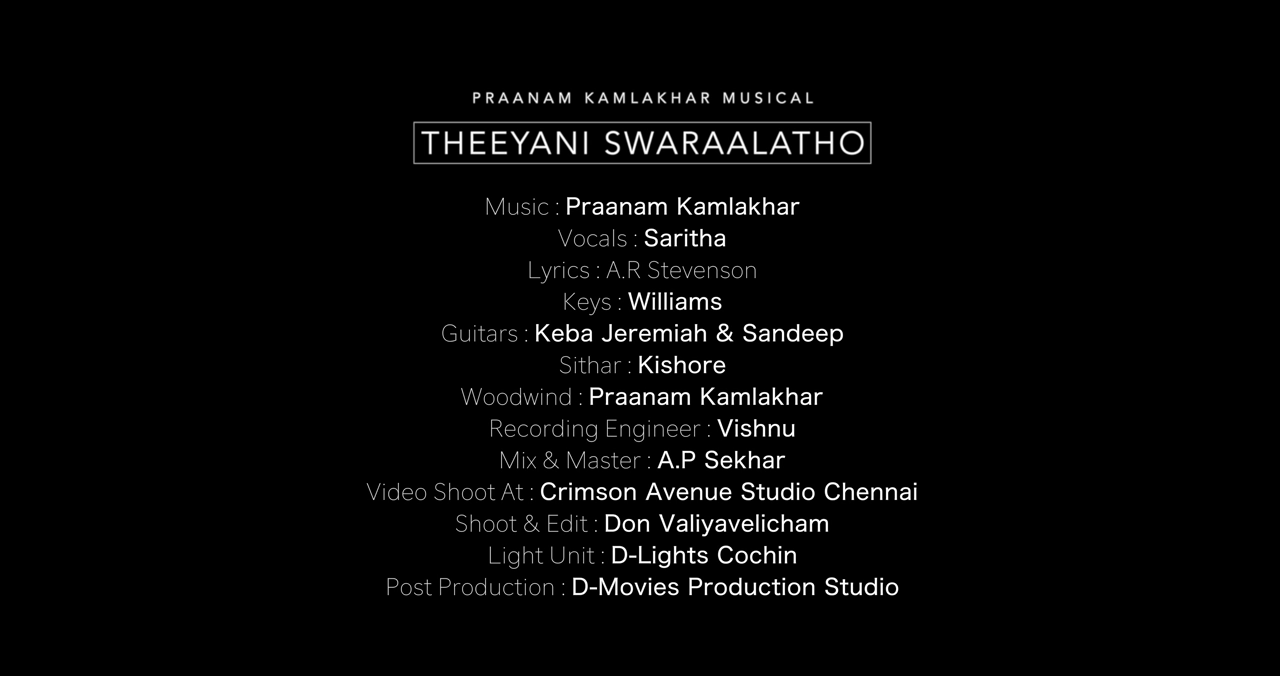 PRAANAM KAMLAKHAR MUSICAL
THEEYANI SWARAALATHO
Music : Praanam Kamlakhar
Vocals : Saritha
Lyrics : A.R Stevenson
Keys : Williams
Guitars : Keba Jeremiah & Sandeep
Sithar : Kishore
Woodwind : Praanam Kamlakhar
Recording Engineer : Vishnu
Mix & Master : A.P Sekhar
Video Shoot At : Crimson Avenue Studio Chennai
Shoot & Edit : Don Valiyavelicham
Light Unit : D-Lights Cochin
Post Production : D-Movies Production Studio